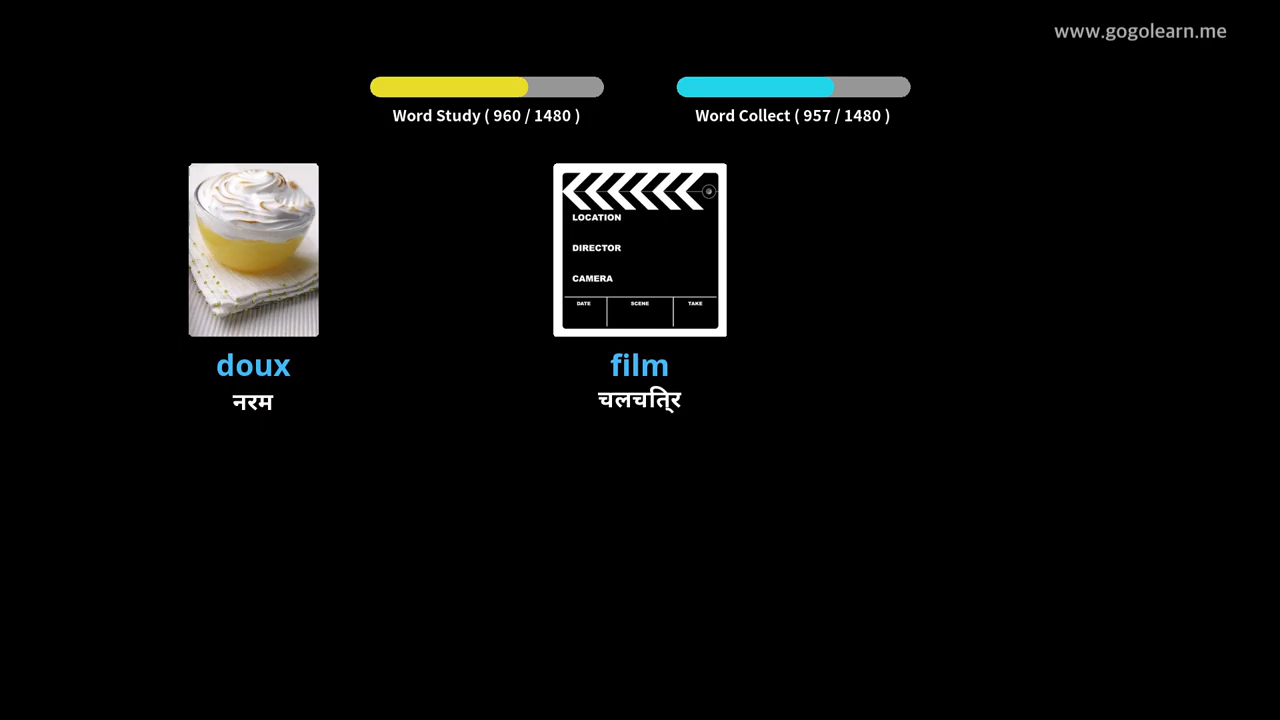 www.gogolearn.me
Word Study ( 960 / 1480 )
Word Collect ( 957 / 1480 )
LOCATION
DIRECTOR
CAMERA
DATE
SCENE
TAKE
doux
film
नरम
चलचित्र